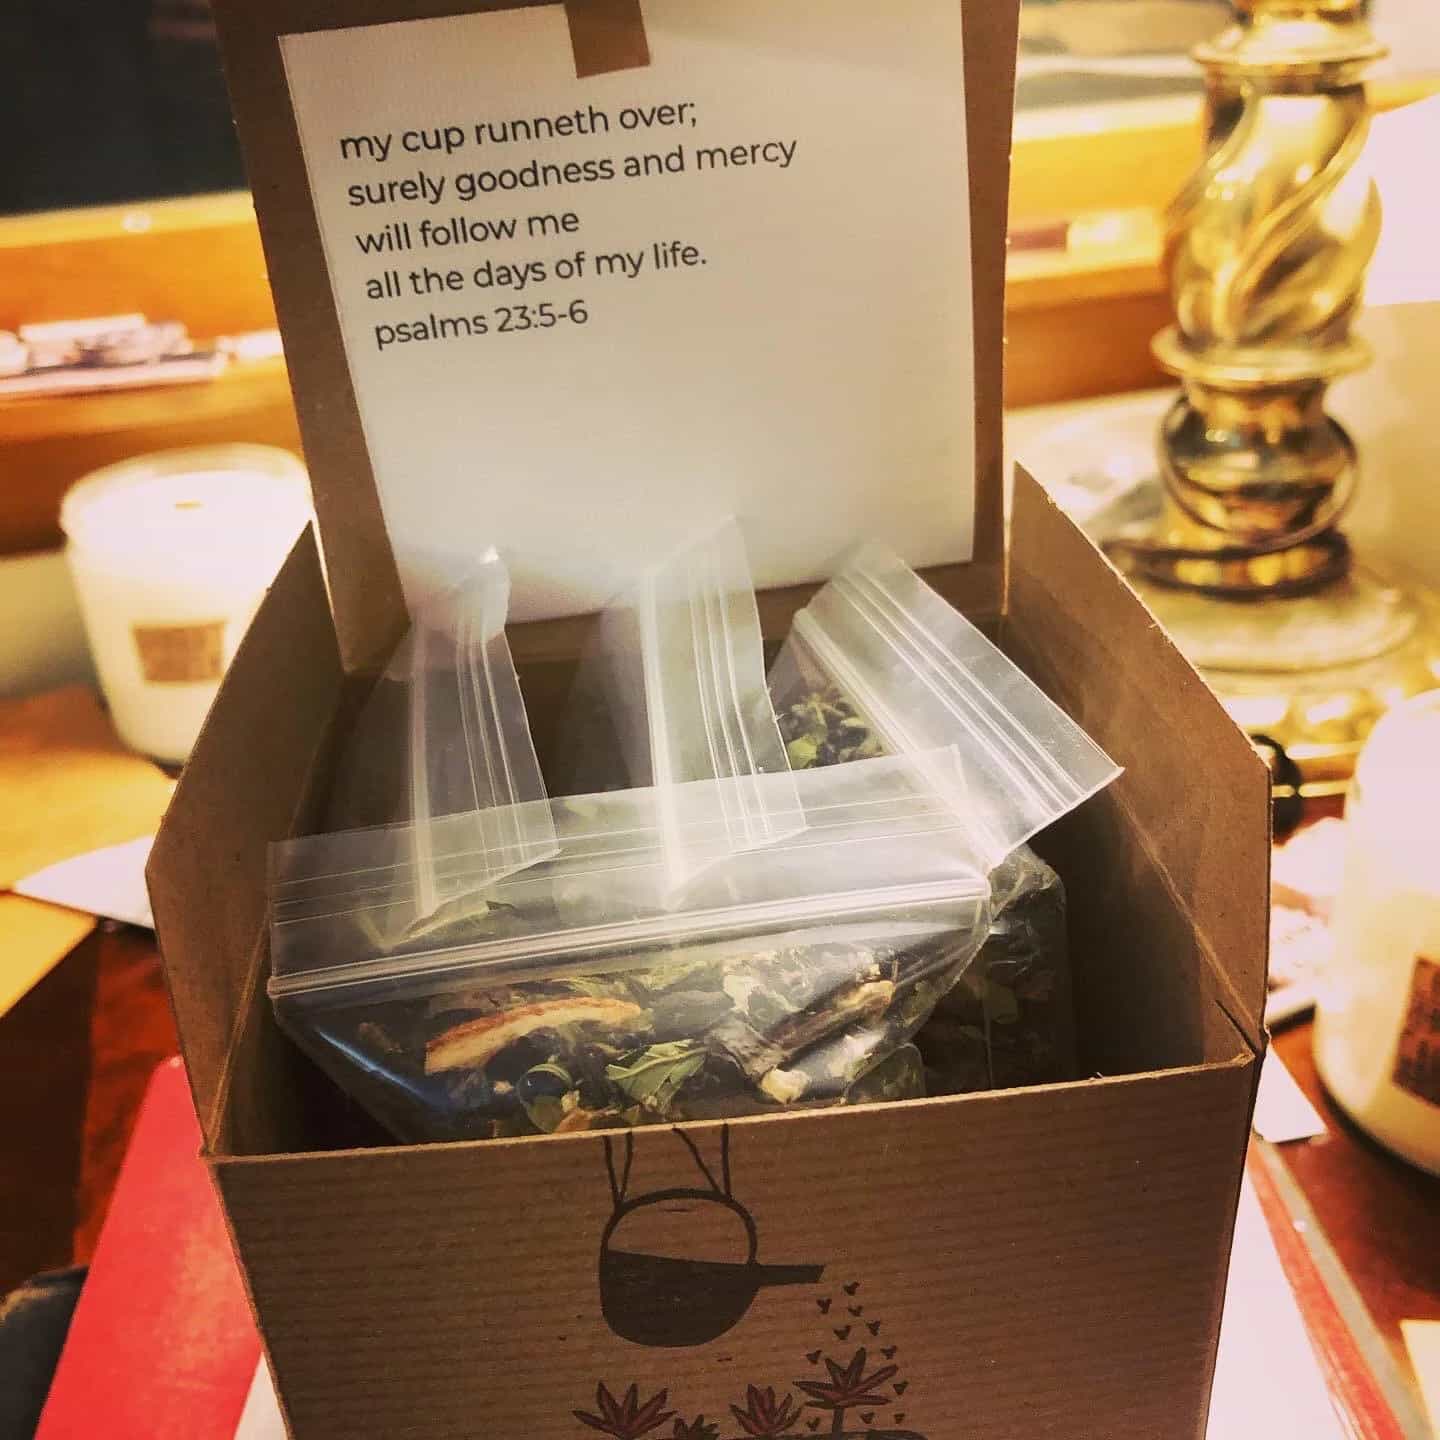 my cup runneth over;
surely goodness and mercy
will follow me
all the days of my life.
psalms 23:5-6